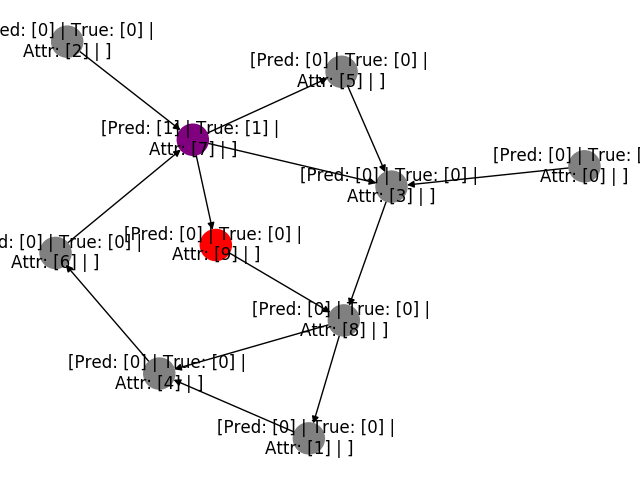 ed: [0] | True: [0] |
Attr: [2] | ]
[Pred: [0] | True: [0] |
Attr: [5] | ]
[Pred: [1] | True: [1] |
Attr: [7] | ]
[Pred: [0] | True: [
Attr: [0] | ]
[Pred: [0] | True: [0] |
Attr: [3] | ]
d: [0] | True: [0] |
Attr: [6] | ]
[Pred: [0] | True: [0] |
Attr: [9] | ]
[Pred: [0] | True: [0] |
Attr: [8] | ]
[Pred: [0] | True: [0] |
Attr: [4] | ]
[Pred: [0] | True: [0] |
Attr: [1] | ]